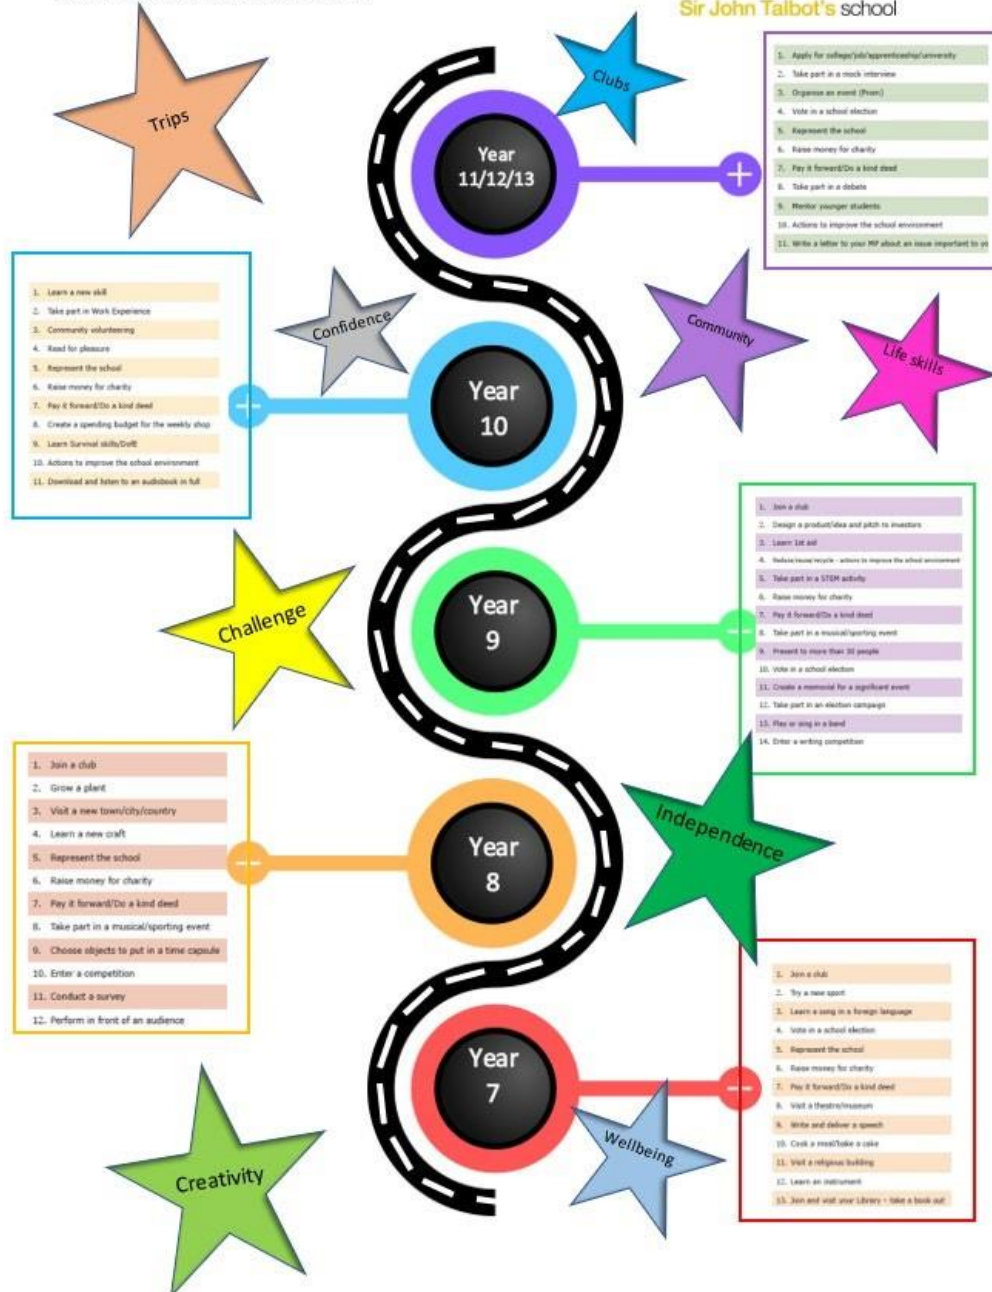 Sir John Talbot's school
Trips
Clubs
Year
11/12/13
1. Apply for college/job/apprenticeship/university
2. Take part in a mock interview
3. Organise an event (Prom)
4. Vote in a school election
5. Represent the school
6. Raise money for charity
7. Pay it forward/Do a kind deed
8. Take part in a debate
9. Mentor younger students
10. Actions to improve the school environment
11. Write a letter to your MP about an issue important to yo
1. Learn a new skill
2. Take part in Work Experience
3. Community volunteering
4. Read for pleasure
5. Represent the school
6. Raise money for charity
7. Pay it forward/Do a kind deed
8. Create a spending budget for the weekly shop
9. Learn Survival skills/DofE
10. Actions to improve the school environment
11. Download and listen to an audiobook in full
Confidence
Community
Life skills
Year
10
1. Join a club
2. Design a product/idea and pitch to investors
3. Learn 1st aid
4. Reduce/reuse/recycle - actions to improve the school environment
5. Take part in a STEM activity
6. Raise money for charity
7. Pay it forward/Do a kind deed
8. Take part in a musical/sporting event
9. Present to more than 30 people
10. Vote in a school election
11. Create a memorial for a significant event
12. Take part in an election campaign
13. Play or sing in a band
14. Enter a writing competition
Challenge
Year
9
1. Join a club
2. Grow a plant
3. Visit a new town/city/country
4. Learn a new craft
5. Represent the school
6. Raise money for charity
7. Pay it forward/Do a kind deed
8. Take part in a musical/sporting event
9. Choose objects to put in a time capsule
10. Enter a competition
11. Conduct a survey
12. Perform in front of an audience
Independence
Year
8
1. Join a club
2. Try a new sport
3. Learn a song in a foreign language
4. Vote in a school election
5. Represent the school
6. Raise money for charity
7. Pay it forward/Do a kind deed
8. Visit a theatre/museum
9. Write and deliver a speech
10. Cook a meal/bake a cake
11. Visit a religious building
12. Learn an instrument
13. Join and visit your Library - take a book out
Year
7
Wellbeing
Creativity